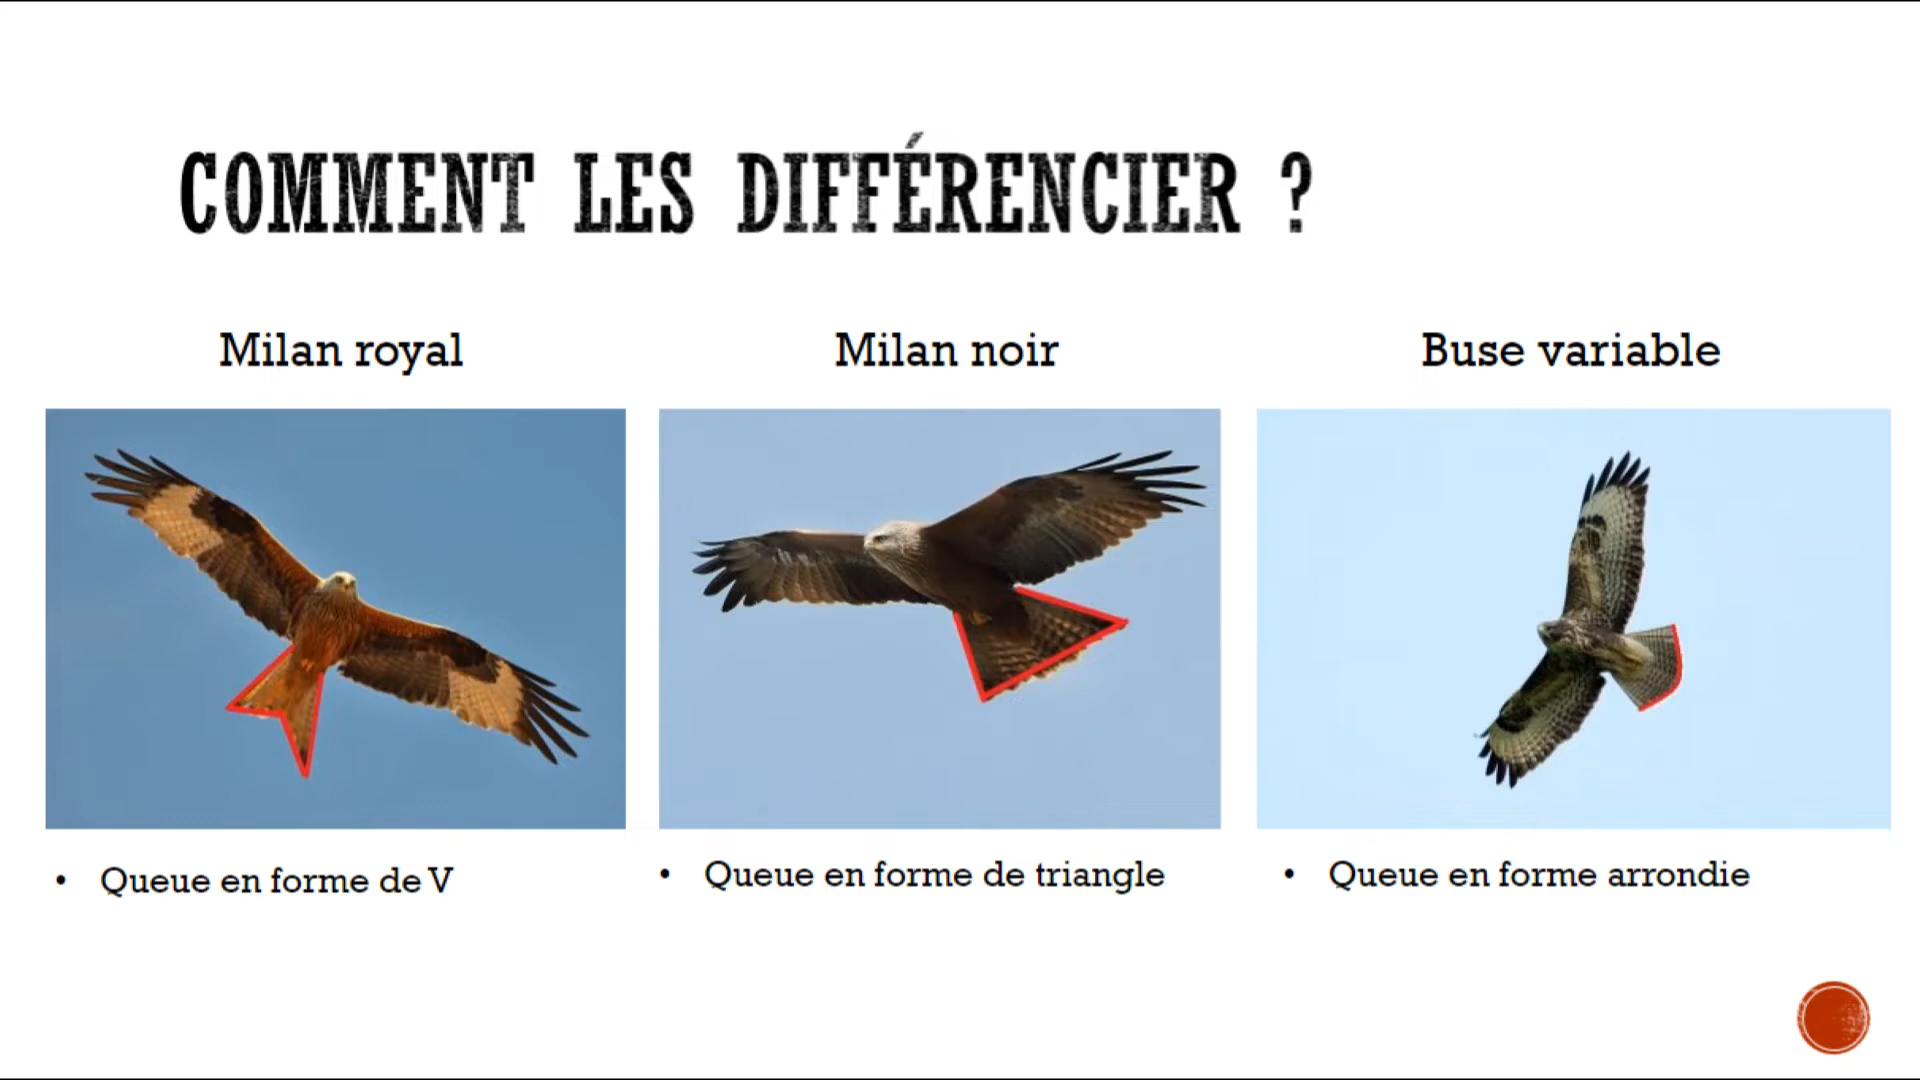 COMMENT LES DIFFÉRENCIER ?
Milan royal
Milan noir
Buse variable
• Queue en forme de V
• Queue en forme de triangle
• Queue en forme arrondie